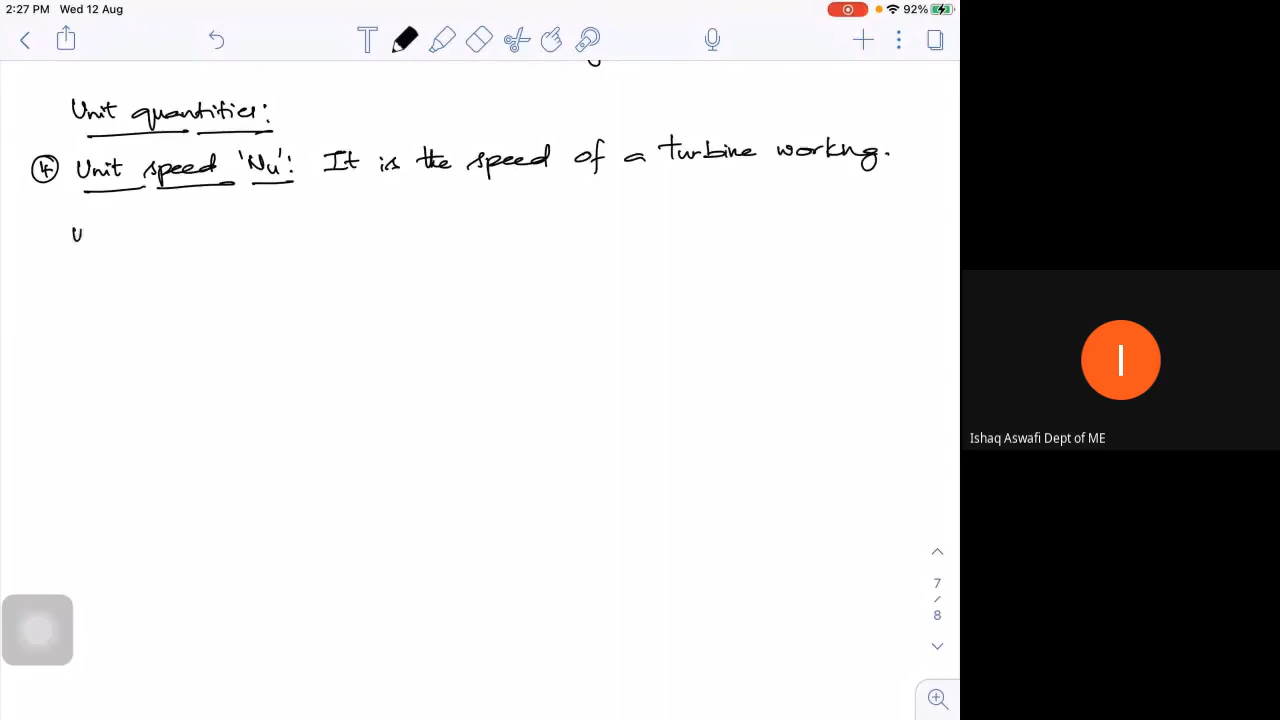 2:27 PM Wed 12 Aug
92%
Unit quantities:
④ Unit speed 'Nu': It is the speed of a turbine workng.
u
7
/
8
I
Ishaq Aswafi Dept of ME